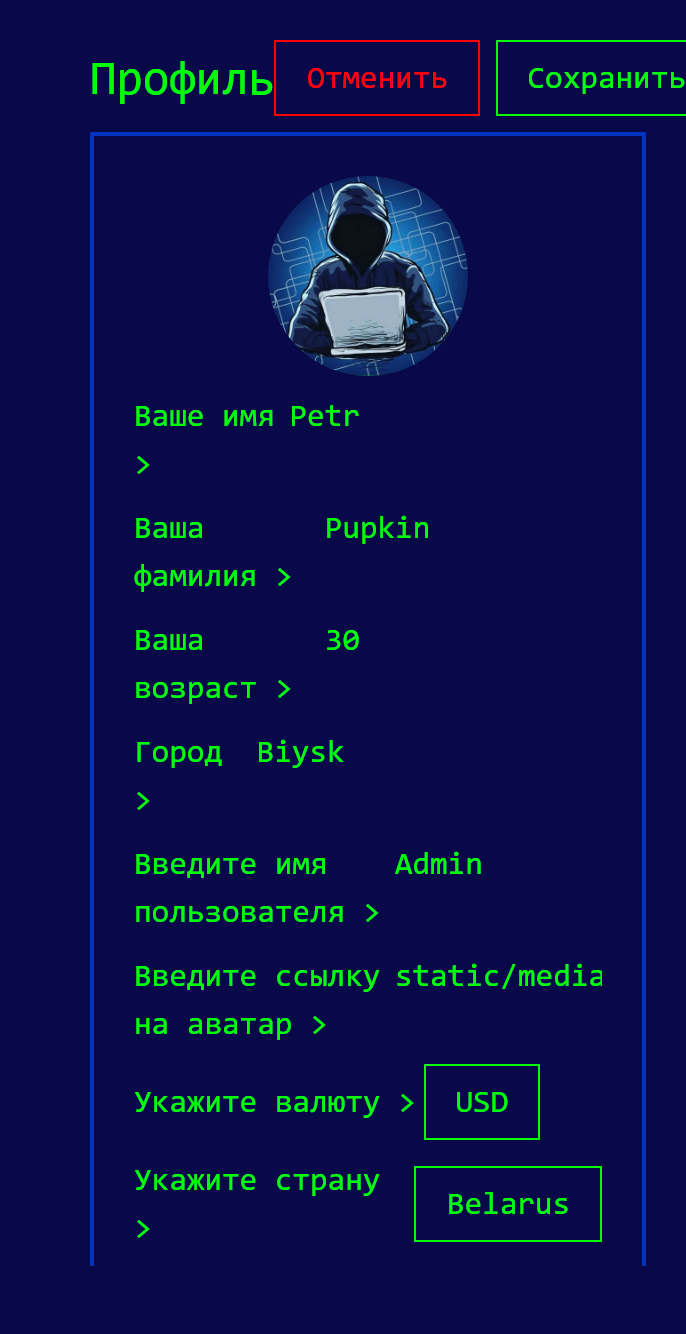 Профиль Отменить Сохранить
Ваше имя Petr
>
Ваша Pupkin
фамилия >
Ваша 30
возраст >
Город Biysk
>
Введите имя Admin
пользователя >
Введите ссылку static/media
на аватар >
Укажите валюту > USD
Укажите страну
> Belarus